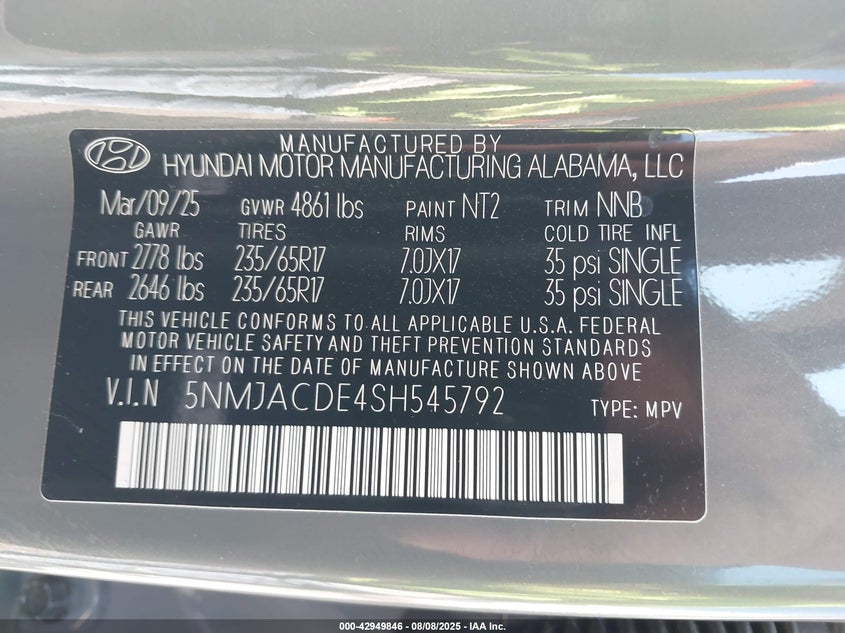 MANUFACTURED BY
HYUNDAI MOTOR MANUFACTURING ALABAMA, LLC
Mar/09/25 GVWR 4861 lbs PAINT NT2 TRIM NNB
GAWR TIRES RIMS COLD TIRE INFL
FRONT 2778 lbs 235/65R17 7.0JX17 35 psi SINGLE
REAR 2646 lbs 235/65R17 7.0JX17 35 psi SINGLE
THIS VEHICLE CONFORMS TO ALL APPLICABLE U.S.A. FEDERAL
MOTOR VEHICLE SAFETY AND THEFT PREVENTION STANDARDS
IN EFFECT ON THE DATE OF MANUFACTURE SHOWN ABOVE
V.I.N 5NMJACDE4SH545792 TYPE: MPV
000-42949846 - 08/08/2025 - IAA Inc.